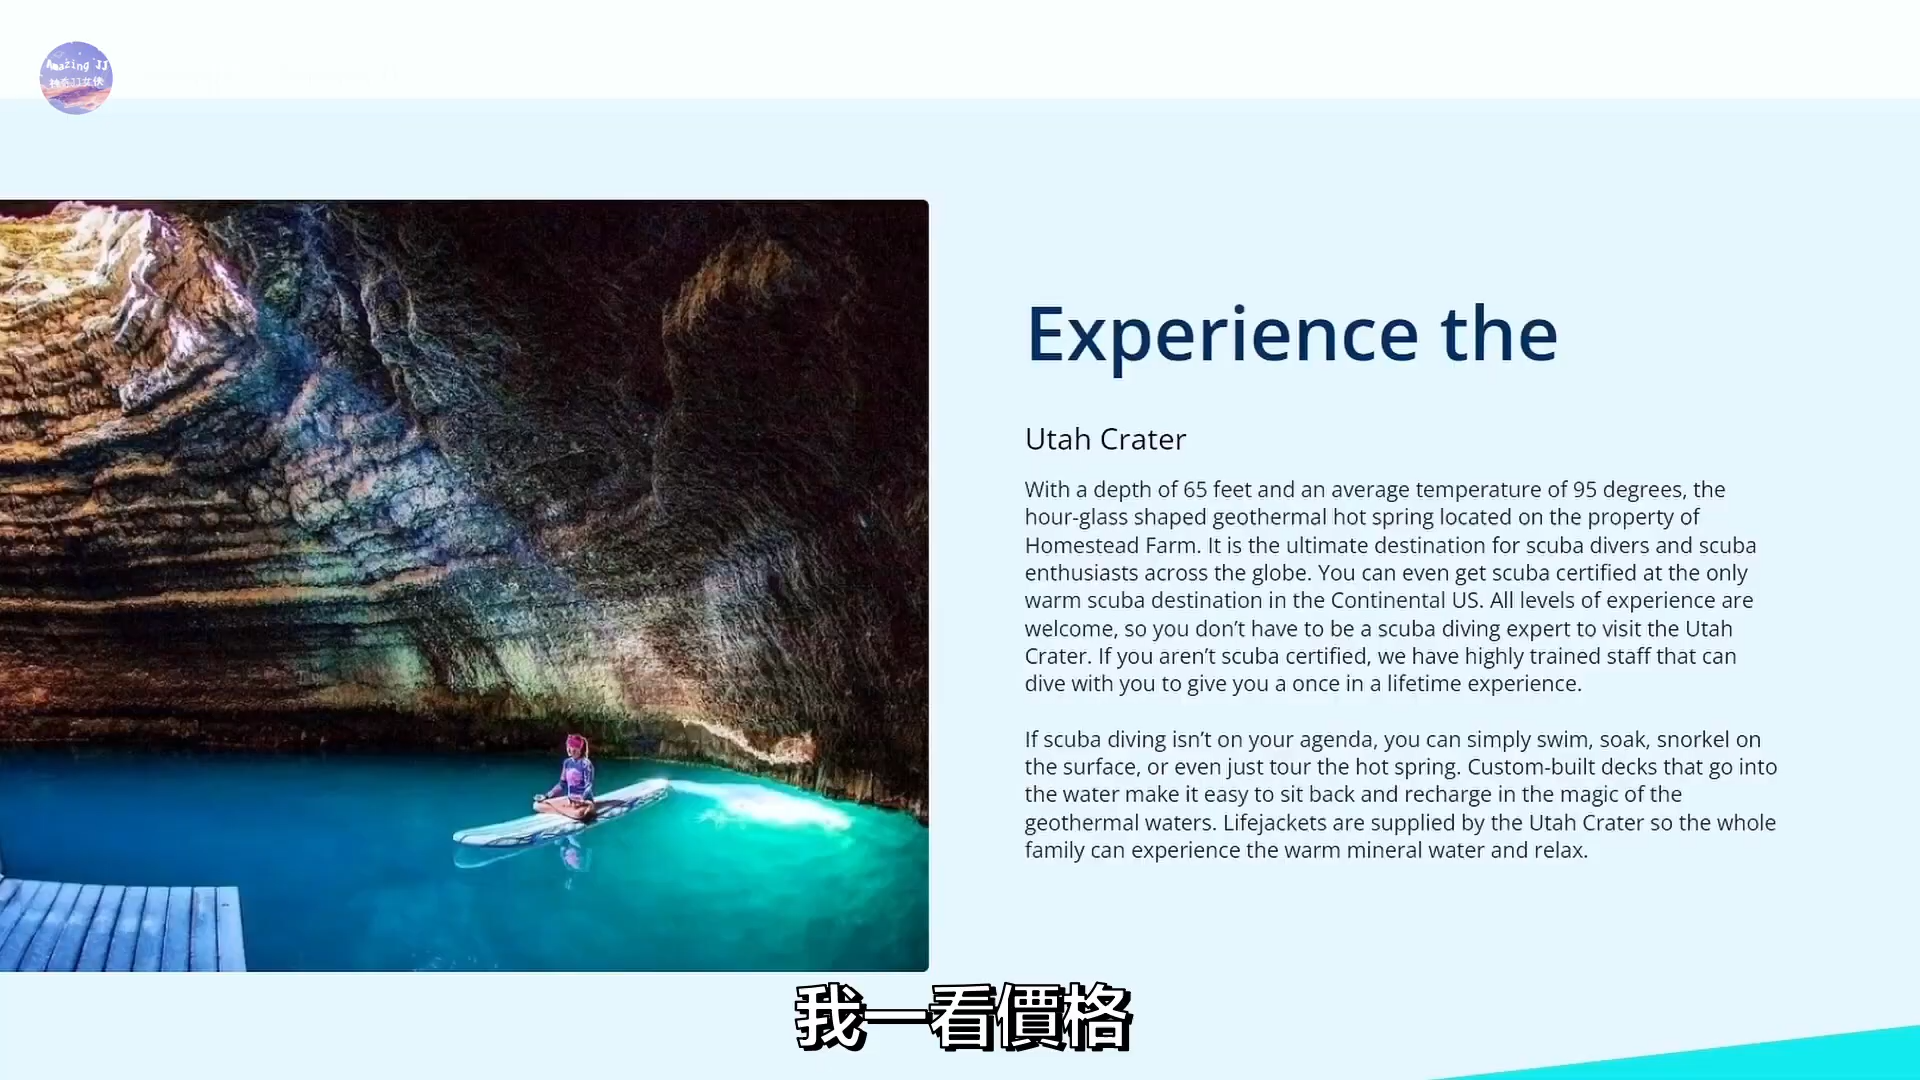 Amazing JJ
神奇JJ女俠
Experience the
Utah Crater
With a depth of 65 feet and an average temperature of 95 degrees, the
hour-glass shaped geothermal hot spring located on the property of
Homestead Farm. It is the ultimate destination for scuba divers and scuba
enthusiasts across the globe. You can even get scuba certified at the only
warm scuba destination in the Continental US. All levels of experience are
welcome, so you don’t have to be a scuba diving expert to visit the Utah
Crater. If you aren’t scuba certified, we have highly trained staff that can
dive with you to give you a once in a lifetime experience.
If scuba diving isn’t on your agenda, you can simply swim, soak, snorkel on
the surface, or even just tour the hot spring. Custom-built decks that go into
the water make it easy to sit back and recharge in the magic of the
geothermal waters. Lifejackets are supplied by the Utah Crater so the whole
family can experience the warm mineral water and relax.
我一看價格